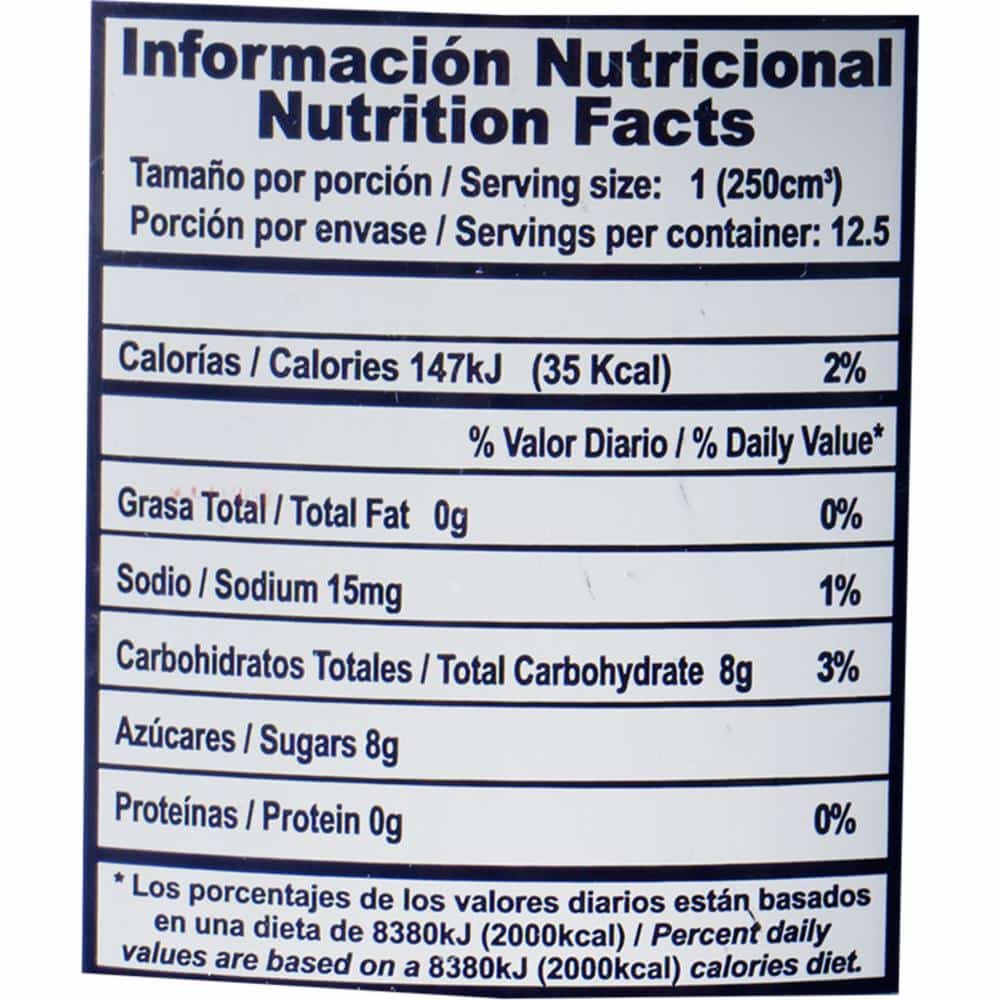 Información Nutricional
Nutrition Facts
Tamaño por porción / Serving size: 1 (250cm³)
Porción por envase / Servings per container: 12.5
Calorías / Calories 147kJ (35 Kcal) 2%
% Valor Diario / % Daily Value*
Grasa Total / Total Fat 0g 0%
Sodio / Sodium 15mg 1%
Carbohidratos Totales / Total Carbohydrate 8g 3%
Azúcares / Sugars 8g
Proteínas / Protein 0g 0%
* Los porcentajes de los valores diarios están basados
en una dieta de 8380kJ (2000kcal) / Percent daily
values are based on a 8380kJ (2000kcal) calories diet.